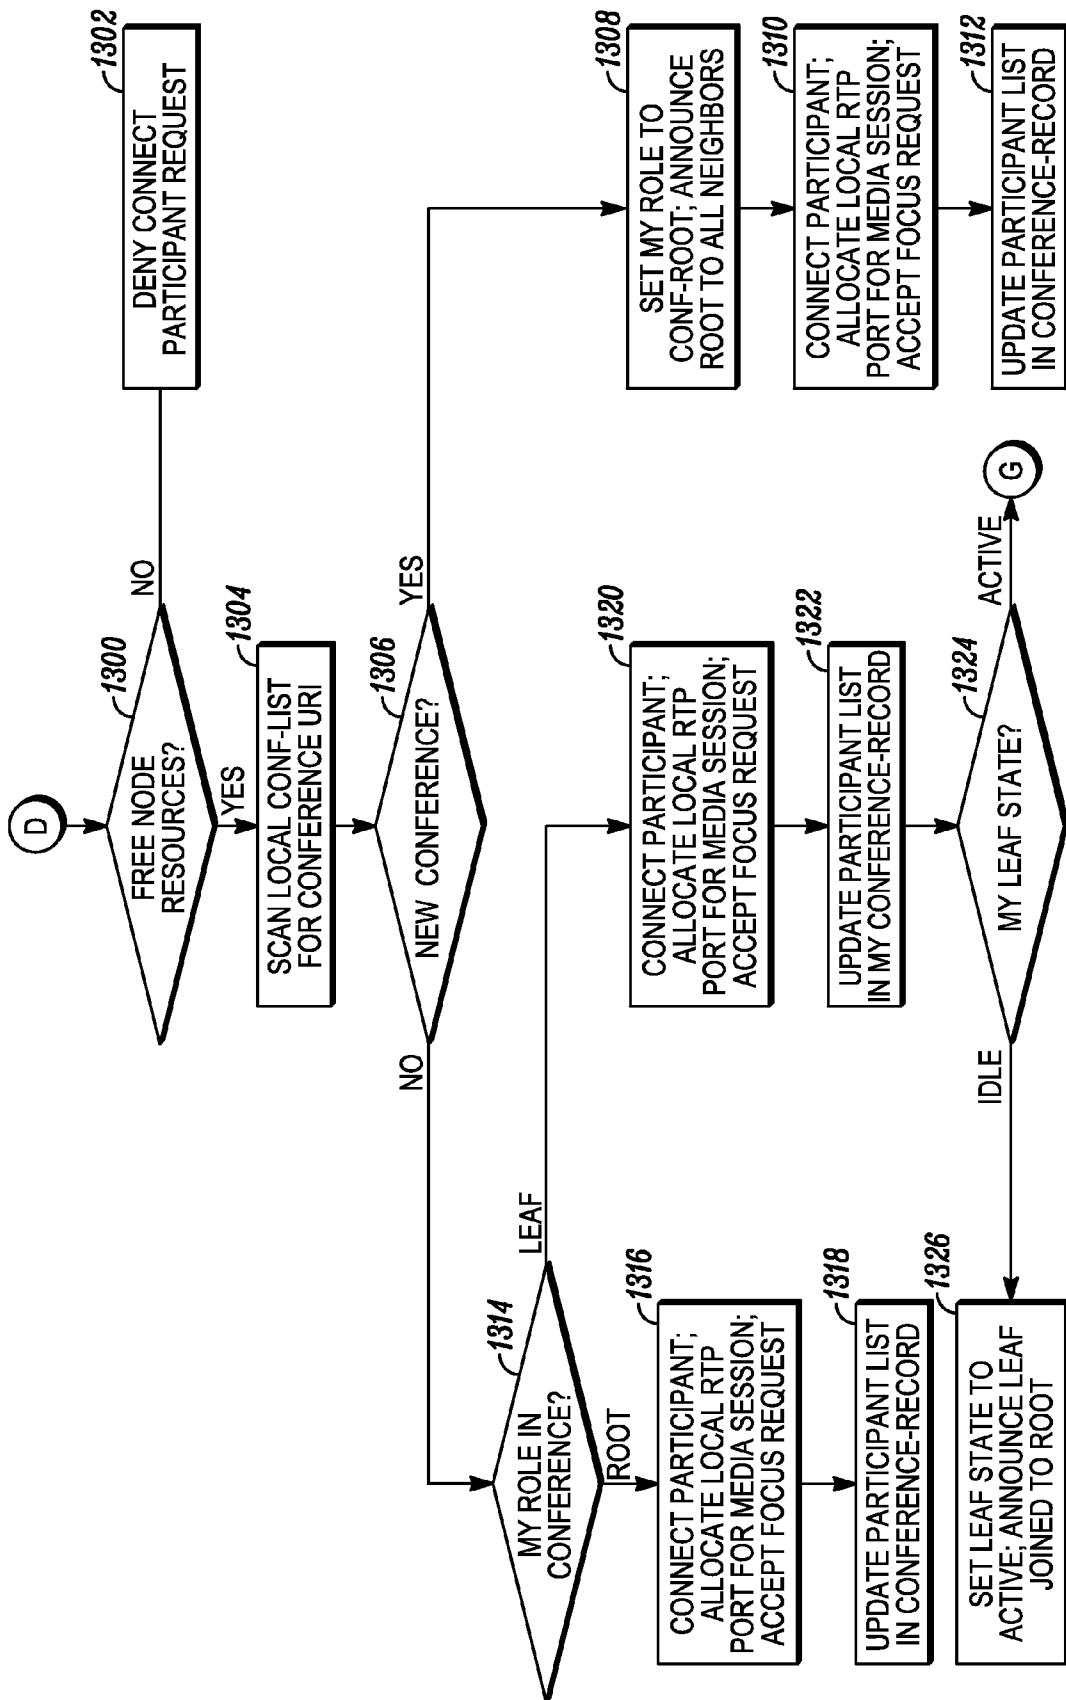 D
1300
FREE NODE
RESOURCES?
NO
1302
DENY CONNECT
PARTICIPANT REQUEST
YES
1304
SCAN LOCAL CONF-LIST
FOR CONFERENCE URI
1306
NEW CONFERENCE?
NO
YES
1308
SET MY ROLE TO
CONF-ROOT; ANNOUNCE
ROOT TO ALL NEIGHBORS
1310
CONNECT PARTICIPANT;
ALLOCATE LOCAL RTP
PORT FOR MEDIA SESSION;
ACCEPT FOCUS REQUEST
1312
UPDATE PARTICIPANT LIST
IN CONFERENCE-RECORD
1314
MY ROLE IN
CONFERENCE?
LEAF
ROOT
1316
CONNECT PARTICIPANT;
ALLOCATE LOCAL RTP
PORT FOR MEDIA SESSION;
ACCEPT FOCUS REQUEST
1318
UPDATE PARTICIPANT LIST
IN CONFERENCE-RECORD
1320
CONNECT PARTICIPANT;
ALLOCATE LOCAL RTP
PORT FOR MEDIA SESSION;
ACCEPT FOCUS REQUEST
1322
UPDATE PARTICIPANT LIST
IN MY CONFERENCE-RECORD
1324
MY LEAF STATE?
IDLE
ACTIVE
G
1326
SET LEAF STATE TO
ACTIVE; ANNOUNCE LEAF
JOINED TO ROOT